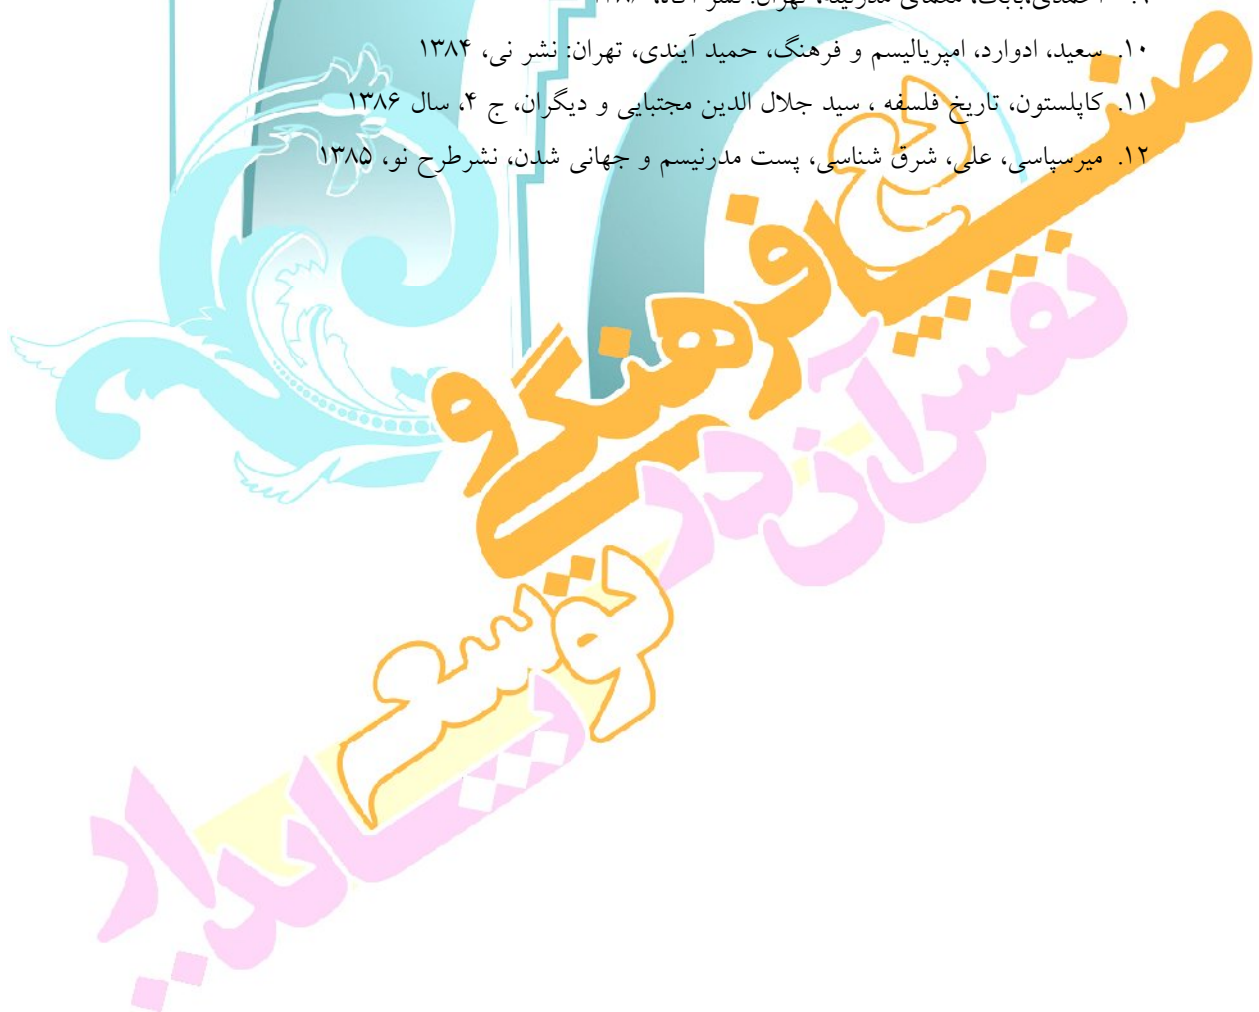 ۱۰. سعید، ادوارد، امپریالیسم و فرهنگ، حمید آیندی، تهران: نشر نی، ۱۳۸۴
۱۱. کاپلستون، تاریخ فلسفه ، سید جلال الدین مجتبایی و دیگران، ج ۴، سال ۱۳۸۶
۱۲. میرسپاسی، علی، شرق شناسی، پست مدرنیسم و جهانی شدن، نشرطرح نو، ۱۳۸۵
صنایع فرهنگی و
نقش آن در
توسعه
پایدار